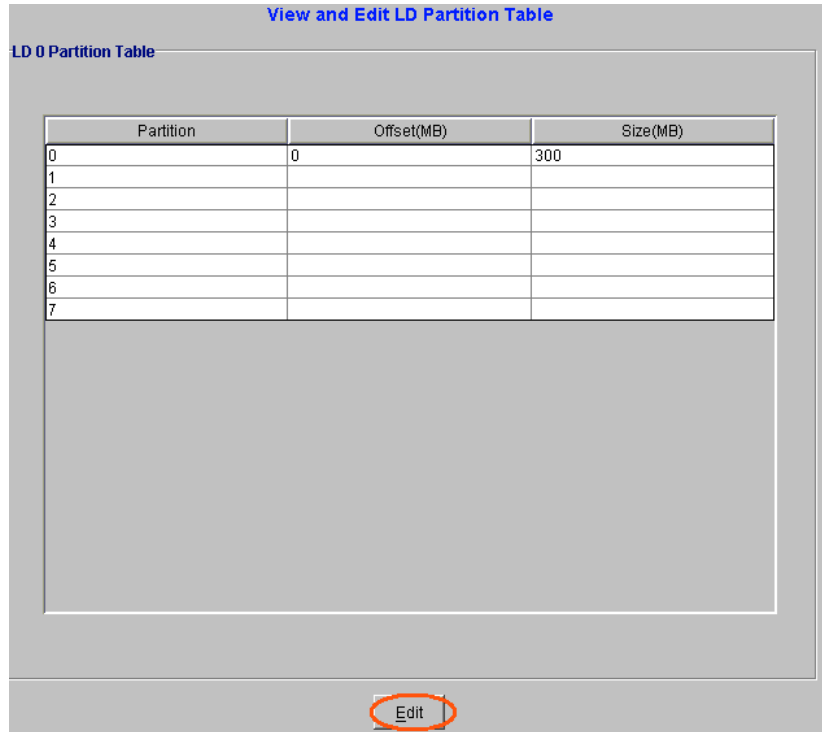 View and Edit LD Partition Table
LD 0 Partition Table
Partition Offset(MB) Size(MB)
0 0 300
1
2
3
4
5
6
7
Edit